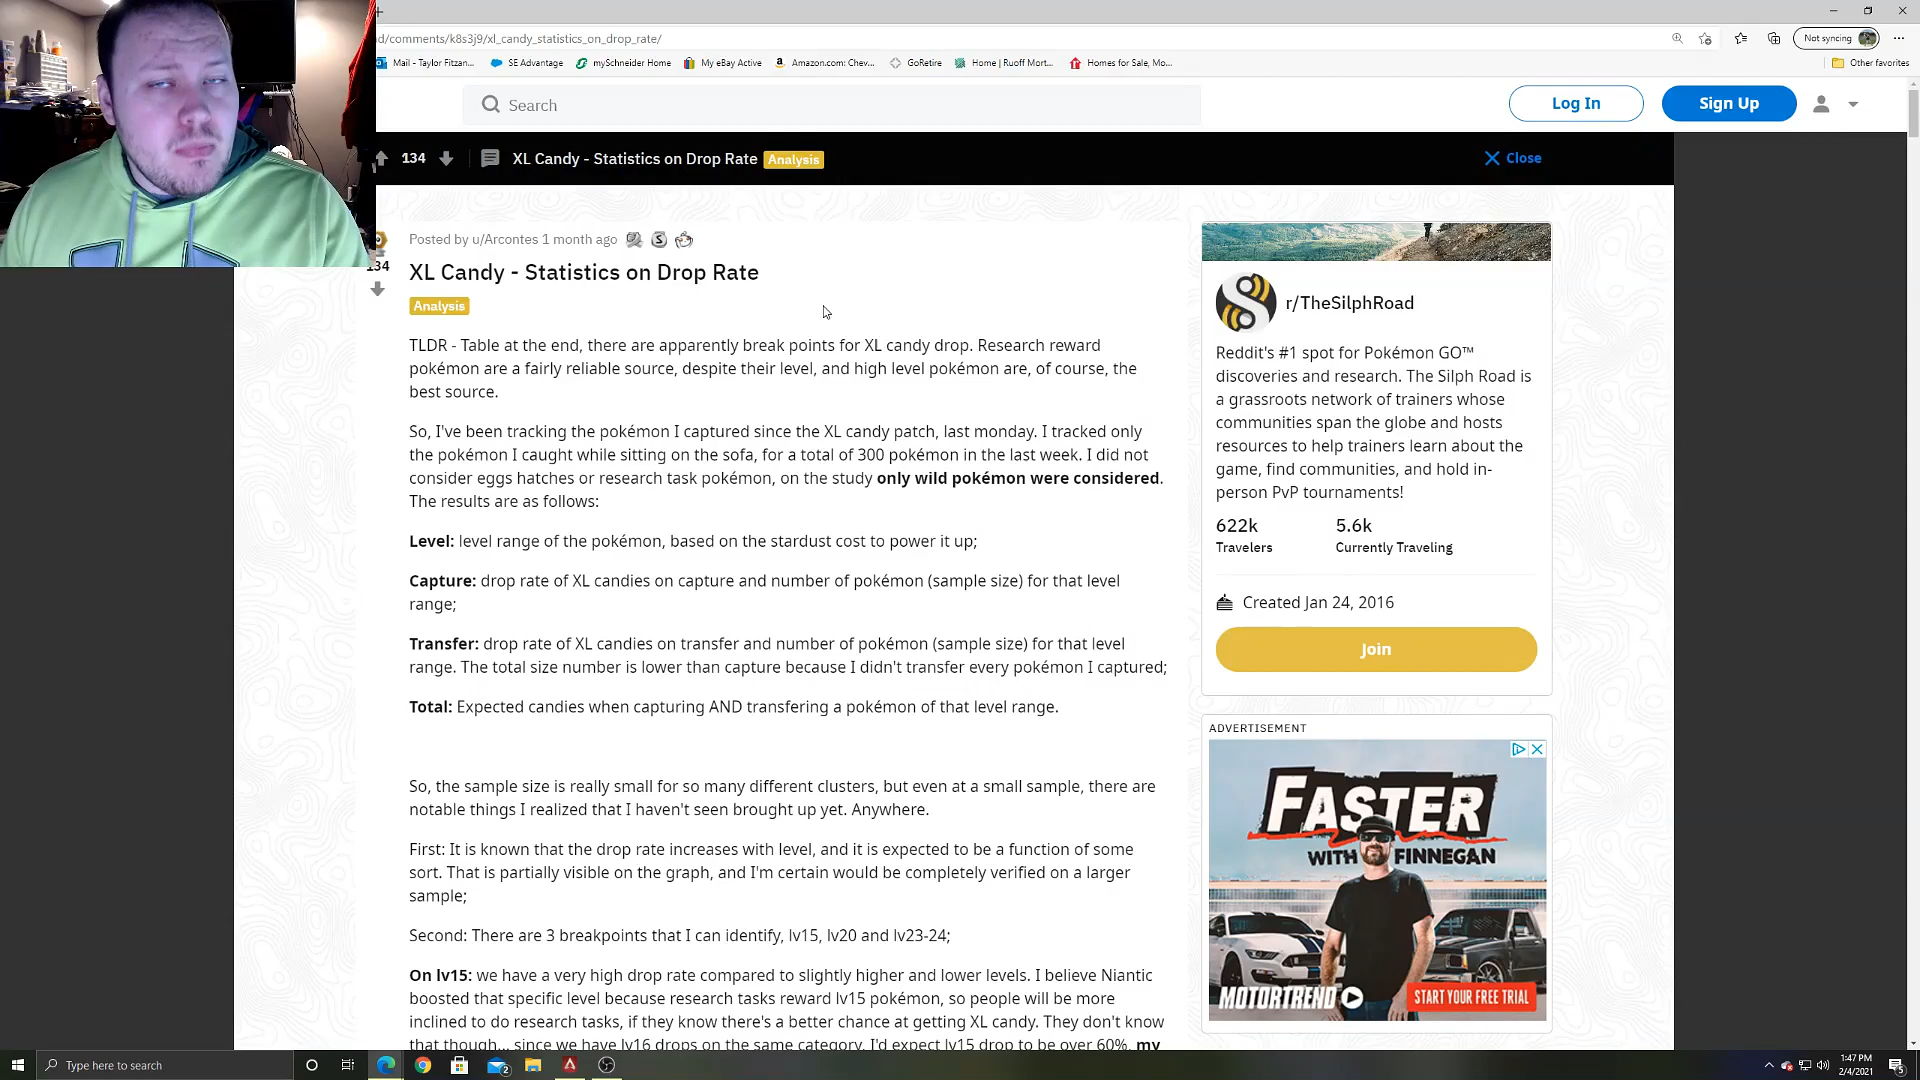 d/comments/k8s3j9/xl_candy_statistics_on_drop_rate/
Not syncing
Mail - Taylor Fitzan...
SE Advantage
mySchneider Home
My eBay Active
Amazon.com: Chev...
GoRetire
Home | Ruoff Mort...
Homes for Sale, Mo...
Other favorites
Search
Log In
Sign Up
134
XL Candy - Statistics on Drop Rate
Analysis
Close
Posted by u/Arcontes 1 month ago
134
XL Candy - Statistics on Drop Rate
Analysis
TLDR - Table at the end, there are apparently break points for XL candy drop. Research reward
pokémon are a fairly reliable source, despite their level, and high level pokémon are, of course, the
best source.
So, I've been tracking the pokémon I captured since the XL candy patch, last monday. I tracked only
the pokémon I caught while sitting on the sofa, for a total of 300 pokémon in the last week. I did not
consider eggs hatches or research task pokémon, on the study only wild pokémon were considered.
The results are as follows:
Level: level range of the pokémon, based on the stardust cost to power it up;
Capture: drop rate of XL candies on capture and number of pokémon (sample size) for that level
range;
Transfer: drop rate of XL candies on transfer and number of pokémon (sample size) for that level
range. The total size number is lower than capture because I didn't transfer every pokémon I captured;
Total: Expected candies when capturing AND transfering a pokémon of that level range.
So, the sample size is really small for so many different clusters, but even at a small sample, there are
notable things I realized that I haven't seen brought up yet. Anywhere.
First: It is known that the drop rate increases with level, and it is expected to be a function of some
sort. That is partially visible on the graph, and I'm certain would be completely verified on a larger
sample;
Second: There are 3 breakpoints that I can identify, lv15, lv20 and lv23-24;
On lv15: we have a very high drop rate compared to slightly higher and lower levels. I believe Niantic
boosted that specific level because research tasks reward lv15 pokémon, so people will be more
inclined to do research tasks, if they know there's a better chance at getting XL candy. They don't know
that though... since we have lv16 drops on the same category, I'd expect lv15 drop to be over 60%, my
r/TheSilphRoad
Reddit's #1 spot for Pokémon GO™
discoveries and research. The Silph Road is
a grassroots network of trainers whose
communities span the globe and hosts
resources to help trainers learn about the
game, find communities, and hold in-
person PvP tournaments!
622k
Travelers
5.6k
Currently Traveling
Created Jan 24, 2016
Join
ADVERTISEMENT
FASTER
WITH FINNEGAN
MOTORTREND
START YOUR FREE TRIAL
Type here to search
2
1:47 PM
2/4/2021
5